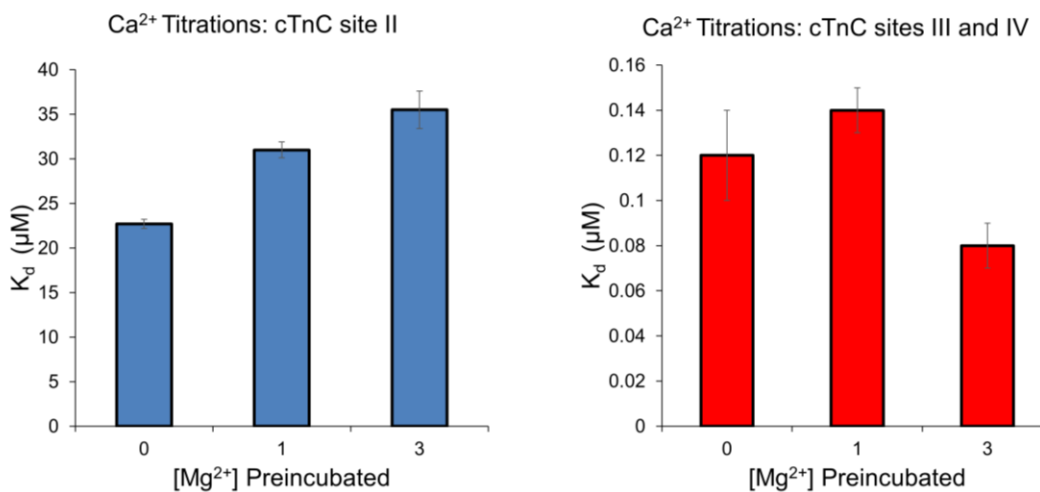 Ca²⁺ Titrations: cTnC site II
40
35
30
25
20
15
10
5
0
K_d (µM)
0 1 3
[Mg²⁺] Preincubated
Ca²⁺ Titrations: cTnC sites III and IV
0.16
0.14
0.12
0.1
0.08
0.06
0.04
0.02
0
K_d (µM)
0 1 3
[Mg²⁺] Preincubated